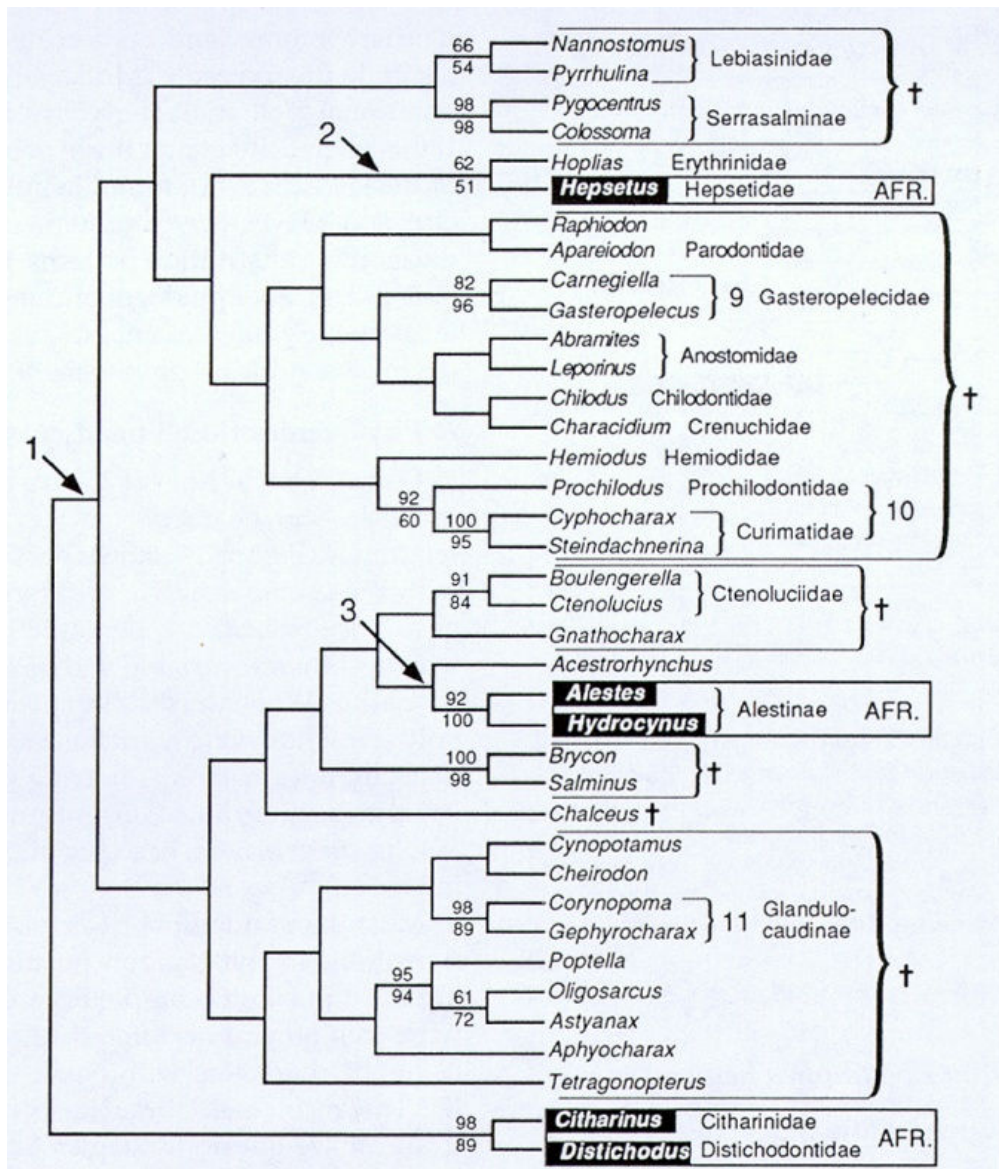 66 Nannostomus
54 Pyrrhulina
Lebiasinidae
98 Pygocentrus
98 Colossoma
Serrasalminae
†
2
62 Hoplias Erythrinidae
51 Hepsetus Hepsetidae AFR.
Raphiodon
Apareiodon Parodontidae
82 Carnegiella
96 Gasteropelecus
9 Gasteropelecidae
Abramites
Leporinus
Anostomidae
Chilodus Chilodontidae
Characidium Crenuchidae
†
1
Hemiodus Hemiodidae
92
60
Prochilodus Prochilodontidae
10
100 Cyphocharax
95 Steindachnerina
Curimatidae
91 Boulengerella
84 Ctenolucius
Ctenoluciidae
†
3
Gnathocharax
Acestrorhynchus
92 Alestes
100 Hydrocynus
Alestinae AFR.
100 Brycon
98 Salminus
†
Chalceus †
Cynopotamus
Cheirodon
98 Corynopoma
89 Gephyrocharax
11 Glandulo-
caudinae
Poptella
95
94
†
61 Oligosarcus
72 Astyanax
Aphyocharax
Tetragonopterus
98 Citharinus Citharinidae
89 Distichodus Distichodontidae
AFR.